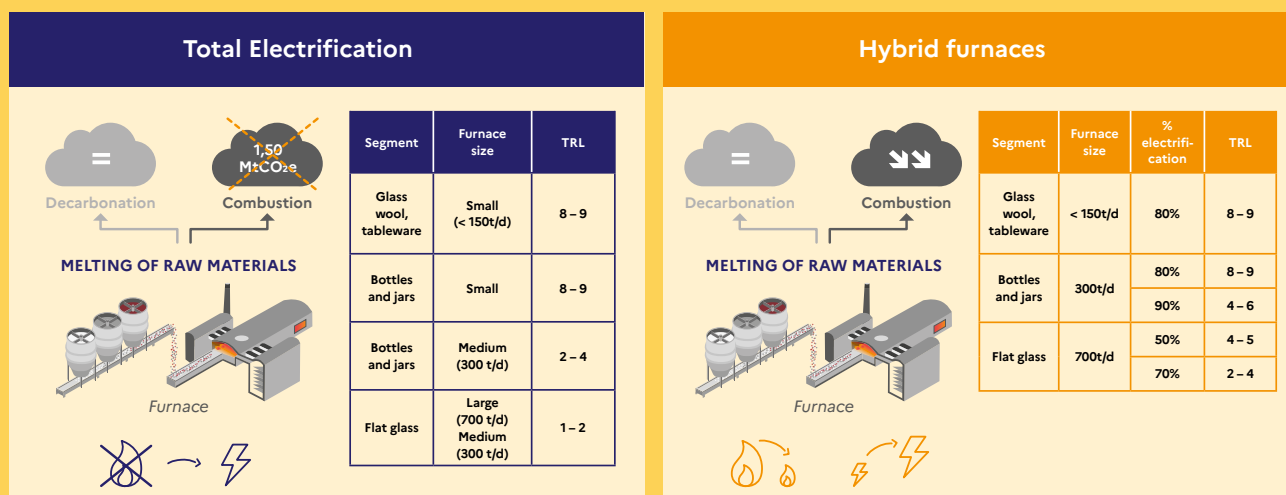 Total Electrification
=
1,50
MtCO₂e
Decarbonation
Combustion
MELTING OF RAW MATERIALS
Furnace
Segment
Furnace
size
TRL
Glass
wool,
tableware
Small
(< 150t/d)
8 – 9
Bottles
and jars
Small
8 – 9
Bottles
and jars
Medium
(300 t/d)
2 – 4
Flat glass
Large
(700 t/d)
Medium
(300 t/d)
1 – 2
Hybrid furnaces
=
Decarbonation
Combustion
MELTING OF RAW MATERIALS
Furnace
Segment
Furnace
size
%
electrifi-
cation
TRL
Glass
wool,
tableware
< 150t/d
80%
8 – 9
Bottles
and jars
300t/d
80%
8 – 9
90%
4 – 6
Flat glass
700t/d
50%
4 – 5
70%
2 – 4